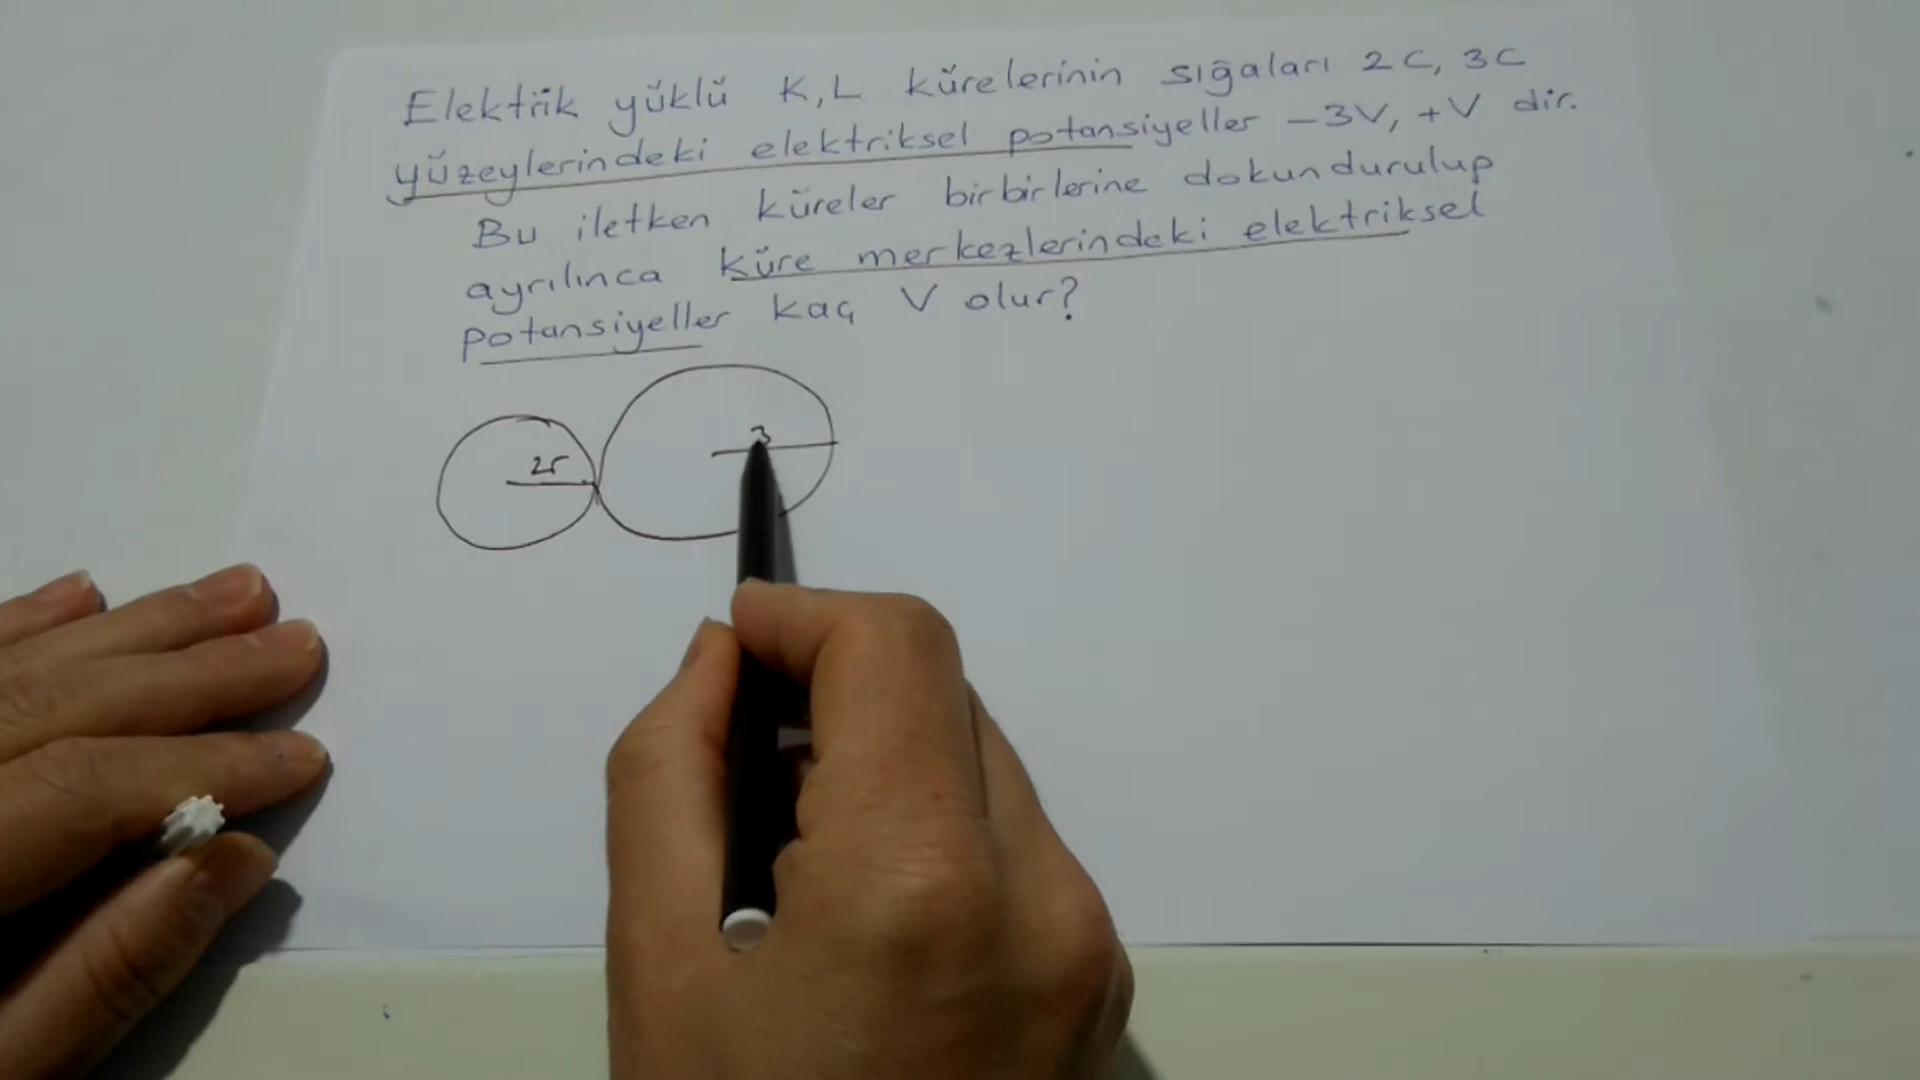 Elektrik yüklü K, L kürelerinin sığaları 2C, 3C
yüzeylerindeki elektriksel potansiyeller -3V, +V dir.
Bu iletken küreler birbirlerine dokundurulup
ayrılınca küre merkezlerindeki elektriksel
potansiyeller kaç V olur?
2r
3